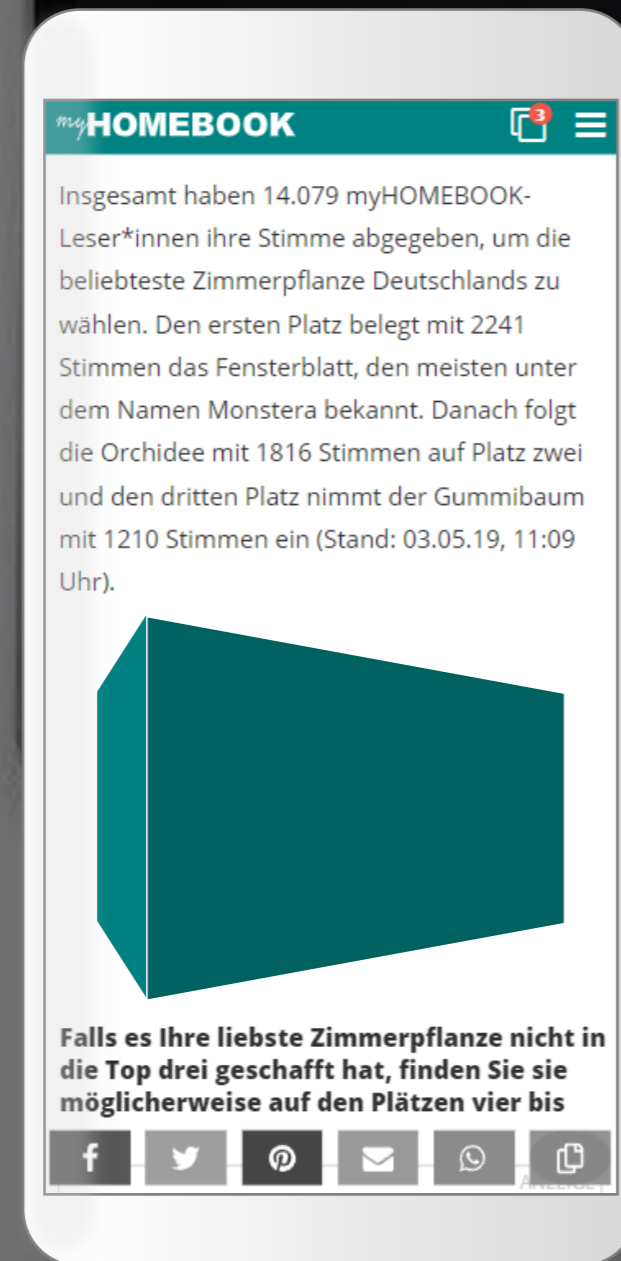 myHOMEBOOK
3
Insgesamt haben 14.079 myHOMEBOOK-
Leser*innen ihre Stimme abgegeben, um die
beliebteste Zimmerpflanze Deutschlands zu
wählen. Den ersten Platz belegt mit 2241
Stimmen das Fensterblatt, den meisten unter
dem Namen Monstera bekannt. Danach folgt
die Orchidee mit 1816 Stimmen auf Platz zwei
und den dritten Platz nimmt der Gummibaum
mit 1210 Stimmen ein (Stand: 03.05.19, 11:09
Uhr).
Falls es Ihre liebste Zimmerpflanze nicht in
die Top drei geschafft hat, finden Sie sie
möglicherweise auf den Plätzen vier bis
ANZEIGE